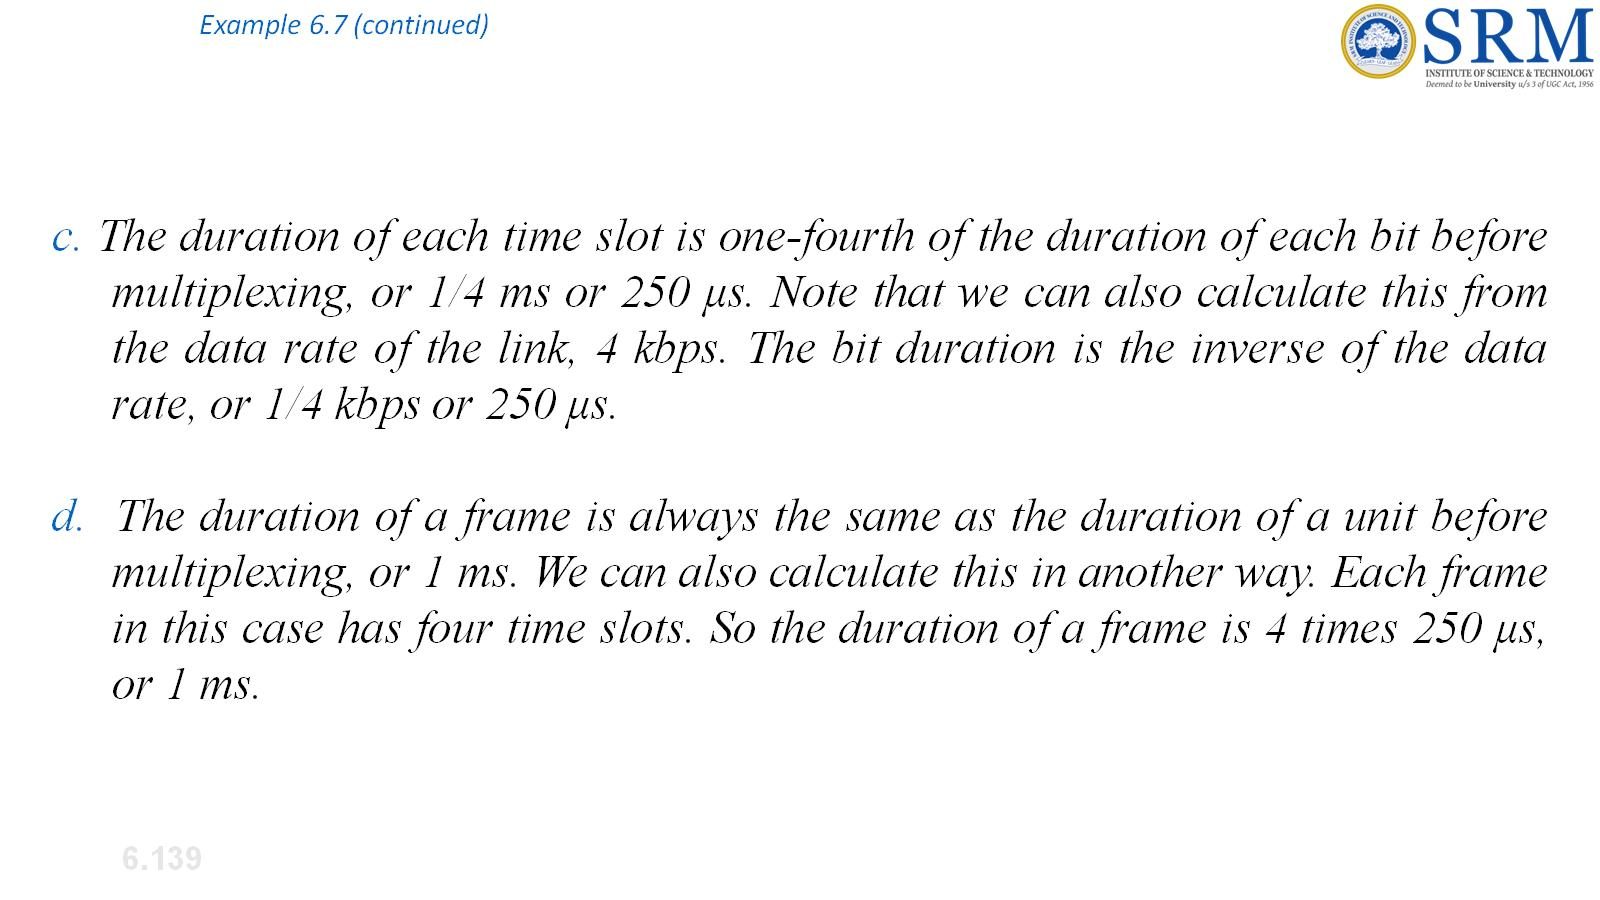 Example 6.7 (continued)
SRM
INSTITUTE OF SCIENCE & TECHNOLOGY
Deemed to be University u/s 3 of UGC Act, 1956
c. The duration of each time slot is one-fourth of the duration of each bit before
multiplexing, or 1/4 ms or 250 μs. Note that we can also calculate this from
the data rate of the link, 4 kbps. The bit duration is the inverse of the data
rate, or 1/4 kbps or 250 μs.
d. The duration of a frame is always the same as the duration of a unit before
multiplexing, or 1 ms. We can also calculate this in another way. Each frame
in this case has four time slots. So the duration of a frame is 4 times 250 μs,
or 1 ms.
6.139